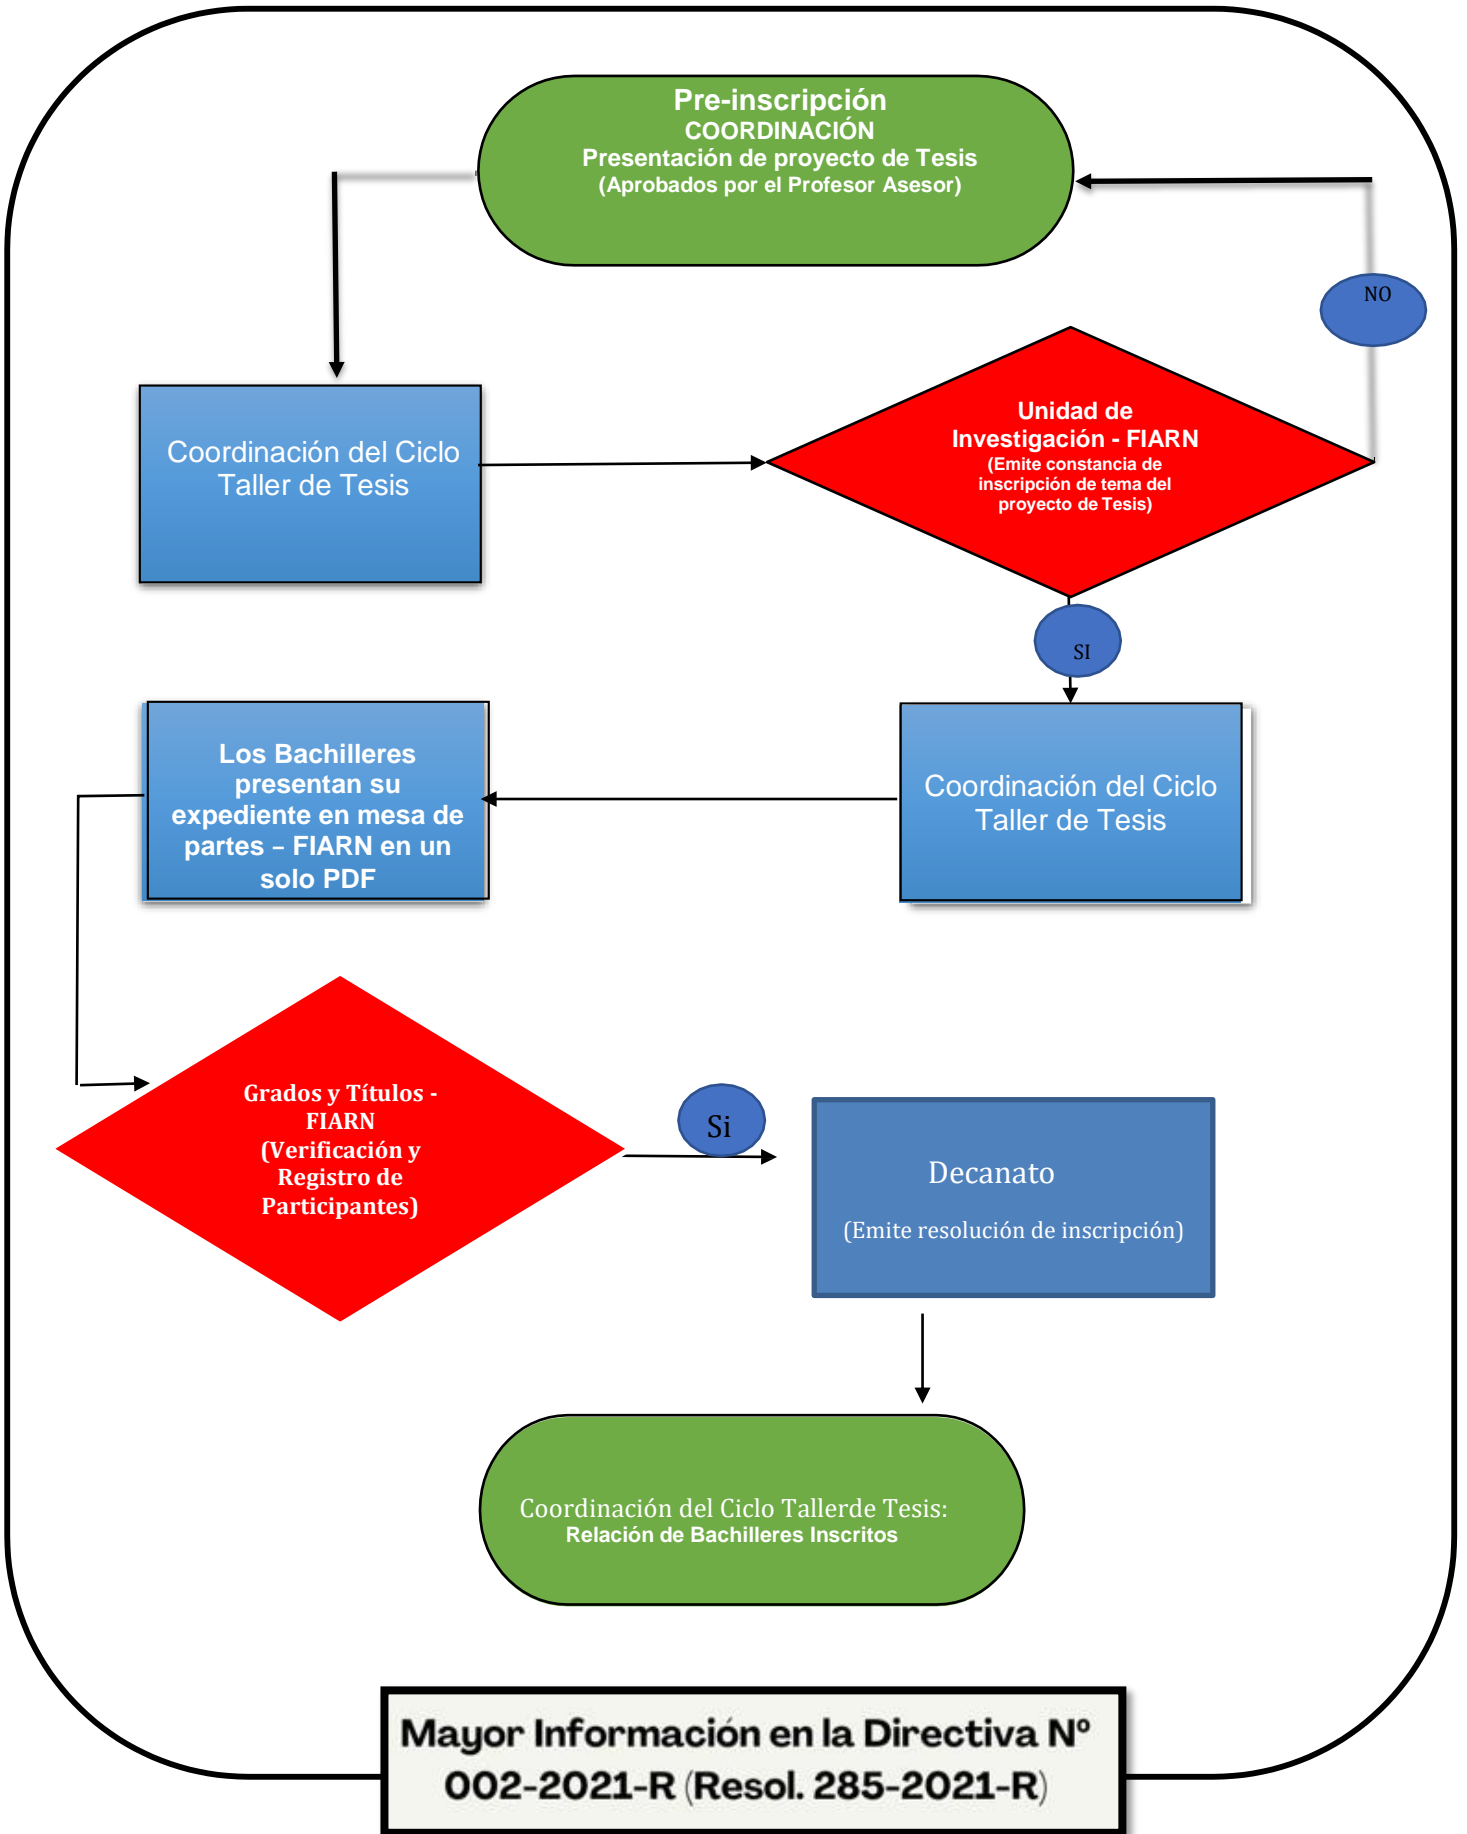 Pre-inscripción
COORDINACIÓN
Presentación de proyecto de Tesis
(Aprobados por el Profesor Asesor)
NO
Unidad de
Investigación - FIARN
(Emite constancia de
inscripción de tema del
proyecto de Tesis)
Coordinación del Ciclo
Taller de Tesis
SI
Coordinación del Ciclo
Taller de Tesis
Los Bachilleres
presentan su
expediente en mesa de
partes – FIARN en un
solo PDF
Grados y Títulos -
FIARN
(Verificación y
Registro de
Participantes)
Si
Decanato
(Emite resolución de inscripción)
Coordinación del Ciclo Tallerde Tesis:
Relación de Bachilleres Inscritos
Mayor Información en la Directiva Nº
002-2021-R (Resol. 285-2021-R)